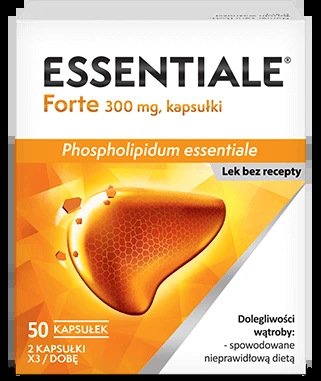 ESSENTIALE®
Forte 300 mg, kapsułki
Phospholipidum essentiale
Lek bez recepty
Dolegliwości
wątroby:
- spowodowane
nieprawidłową dietą
50 KAPSUŁEK
2 KAPSUŁKI
X3 / DOBĘ